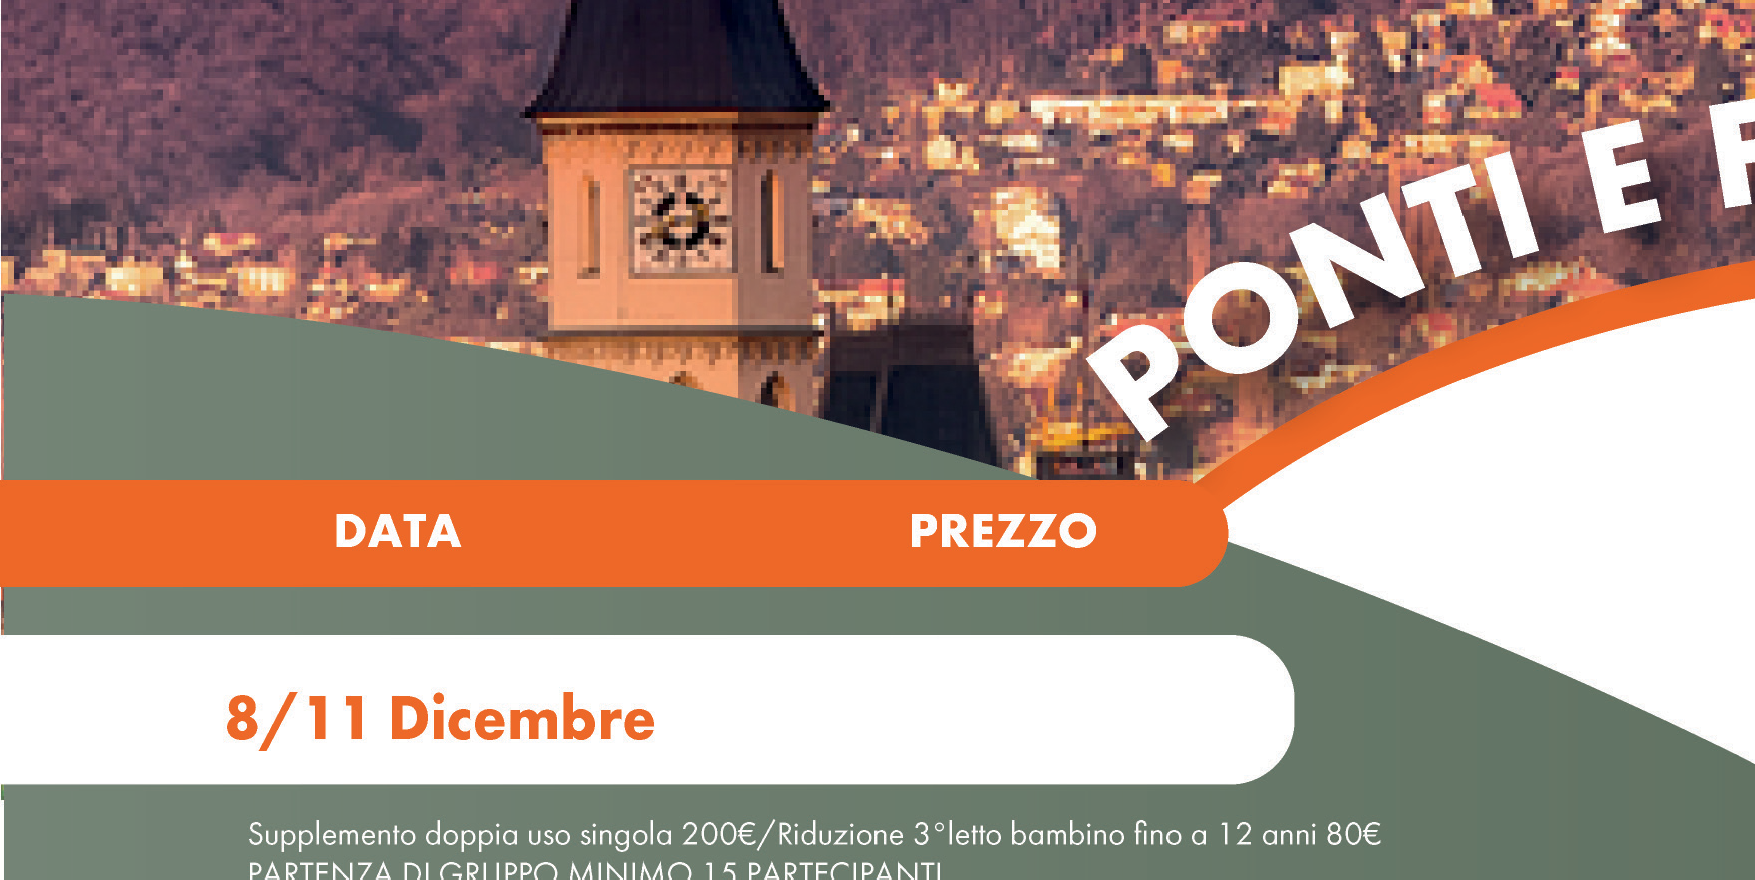 PONTI E
DATA PREZZO
8/11 Dicembre
Supplemento doppia uso singola 200€/Riduzione 3°letto bambino fino a 12 anni 80€
PARTENZA DI GRUPPO MINIMO 15 PARTECIPANTI